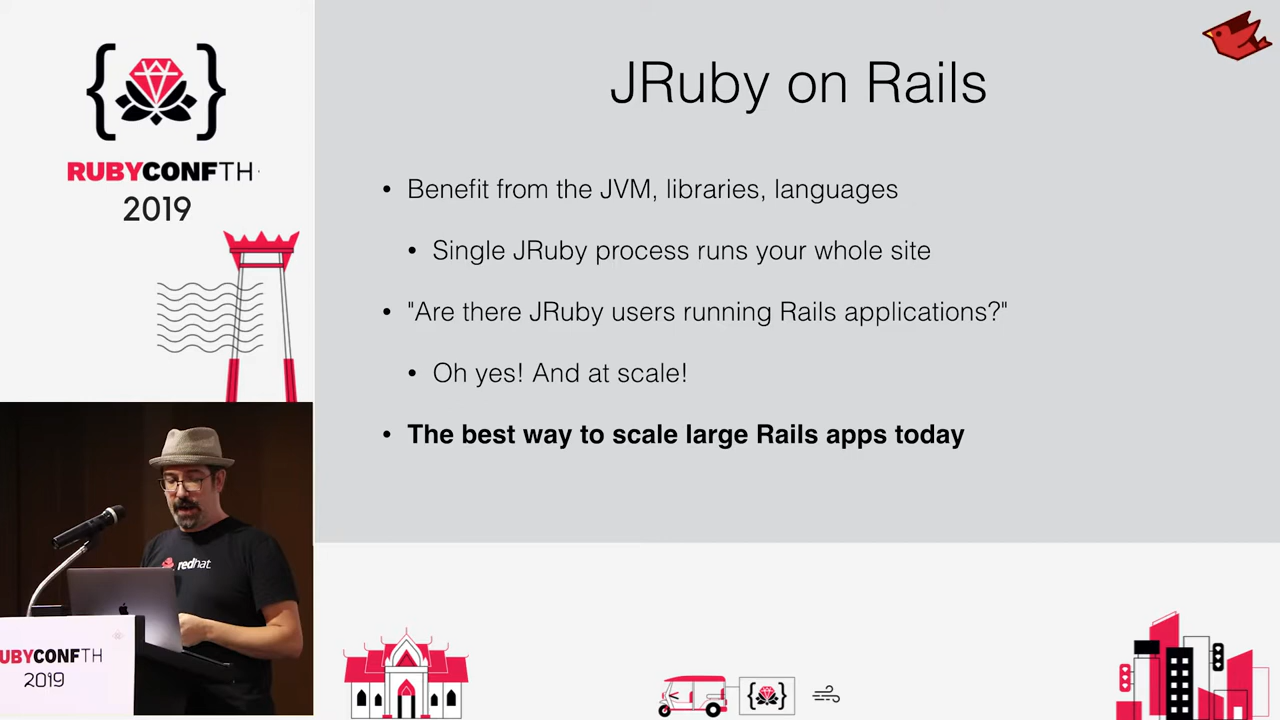 RUBYCONFTH
2019
JRuby on Rails
• Benefit from the JVM, libraries, languages
• Single JRuby process runs your whole site
• "Are there JRuby users running Rails applications?"
• Oh yes! And at scale!
• The best way to scale large Rails apps today
redhat
UBYCONFTH
2019